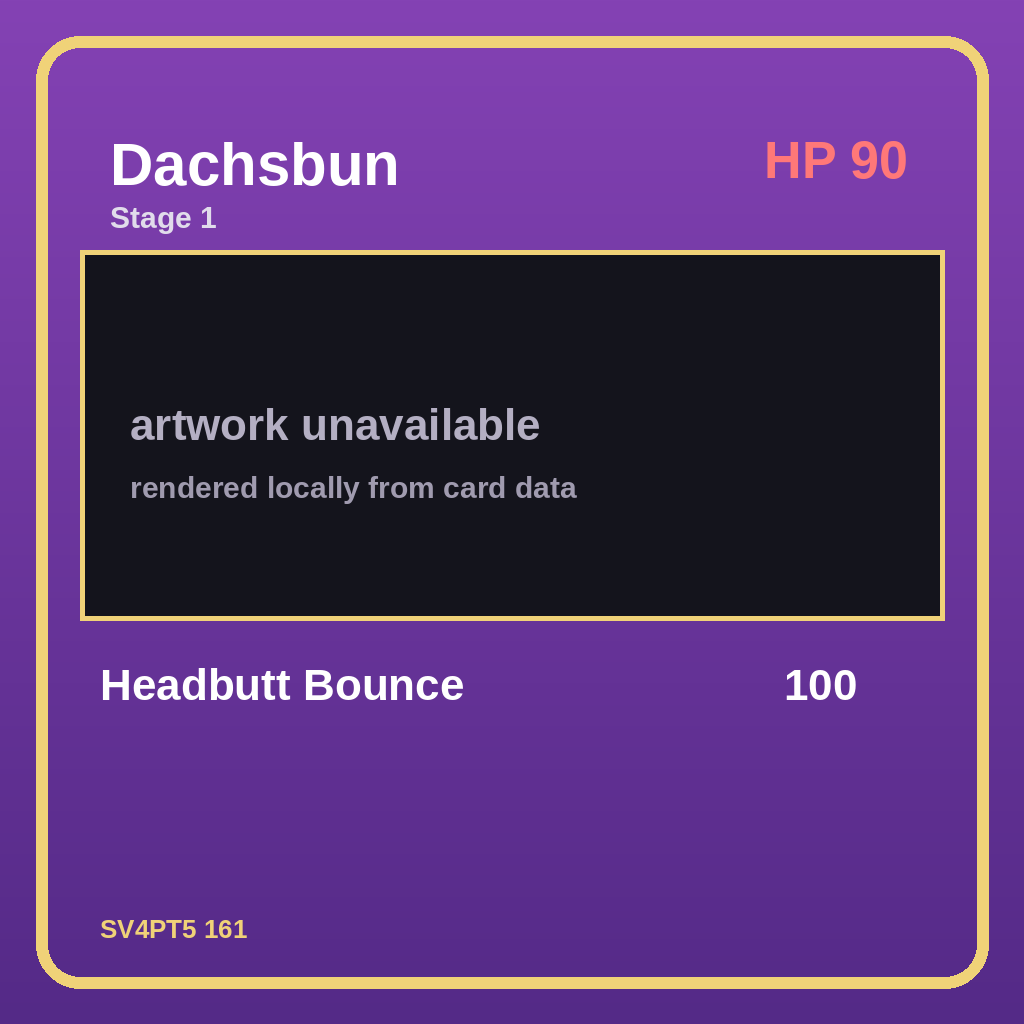 Dachsbun
HP 90
Stage 1
artwork unavailable
rendered locally from card data
Headbutt Bounce
100
SV4PT5 161